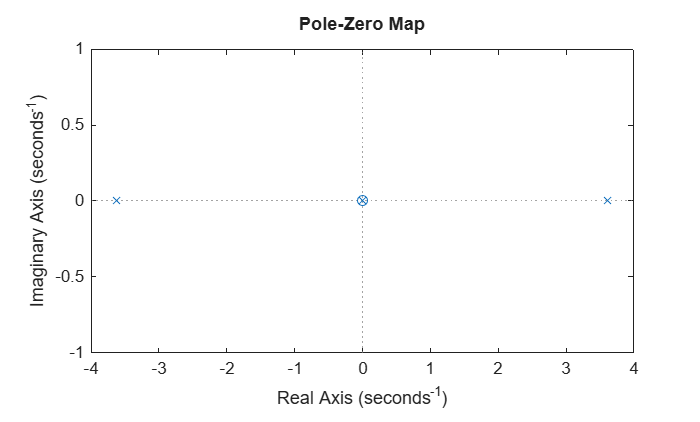 Pole-Zero Map
1
0.5
0
-0.5
-1
Imaginary Axis (seconds⁻¹)
-4 -3 -2 -1 0 1 2 3 4
Real Axis (seconds⁻¹)